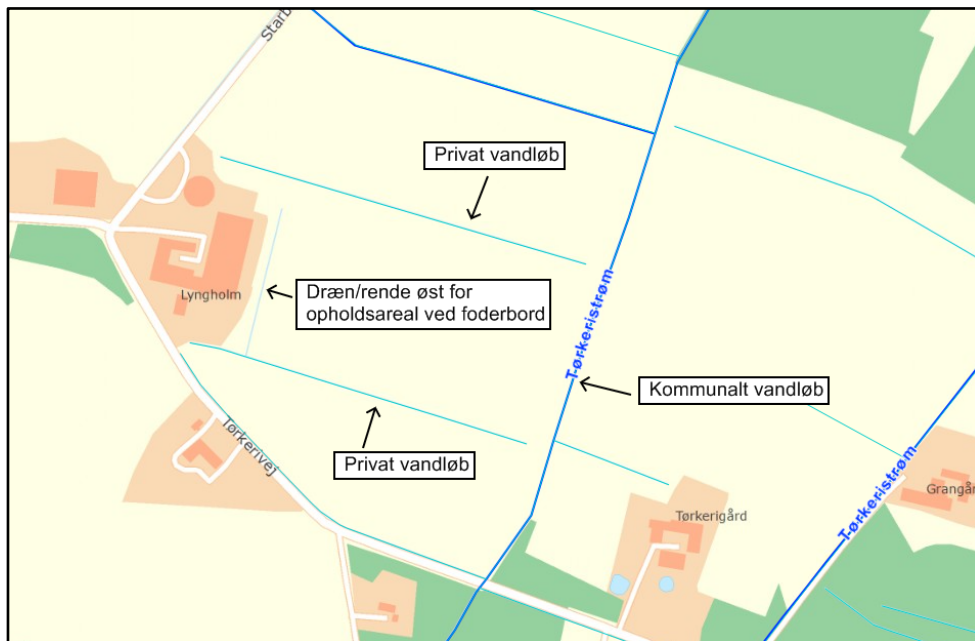 Starb
Privat vandløb
Lyngholm
Dræn/rende øst for
opholdsareal ved foderbord
Tørkeristrøm
Kommunalt vandløb
Tørkerivej
Privat vandløb
Tørkeristrøm
Grangår
Tørkerigård